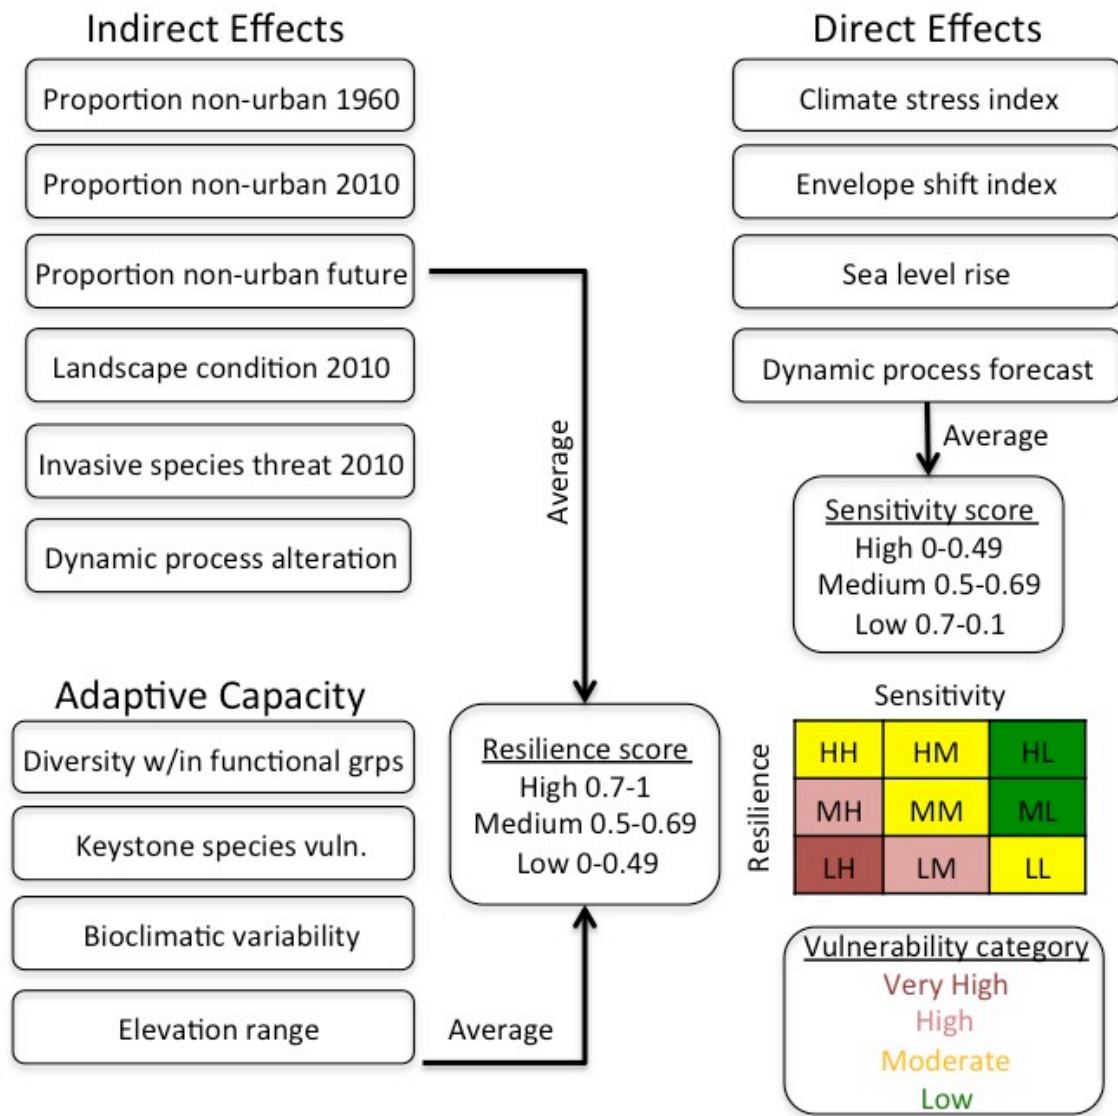 Indirect Effects
Proportion non-urban 1960
Proportion non-urban 2010
Proportion non-urban future
Landscape condition 2010
Invasive species threat 2010
Dynamic process alteration
Average
Adaptive Capacity
Diversity w/in functional grps
Keystone species vuln.
Bioclimatic variability
Elevation range
Average
Resilience score
High 0.7-1
Medium 0.5-0.69
Low 0-0.49
Direct Effects
Climate stress index
Envelope shift index
Sea level rise
Dynamic process forecast
Average
Sensitivity score
High 0-0.49
Medium 0.5-0.69
Low 0.7-0.1
Sensitivity
Resilience
HH HM HL
MH MM ML
LH LM LL
Vulnerability category
Very High
High
Moderate
Low